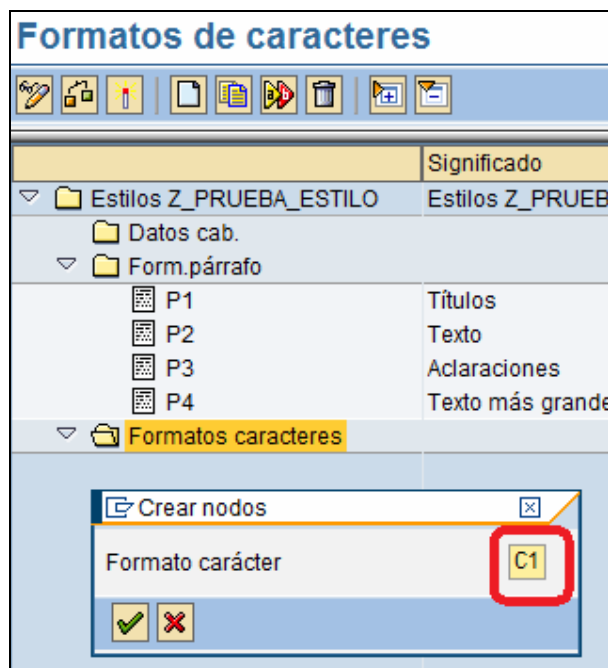 Formatos de caracteres
Significado
Estilos Z_PRUEBA_ESTILO Estilos Z_PRUEB
Datos cab.
Form.párrafo
P1 Títulos
P2 Texto
P3 Aclaraciones
P4 Texto más grande
Formatos caracteres
Crear nodos
Formato carácter C1